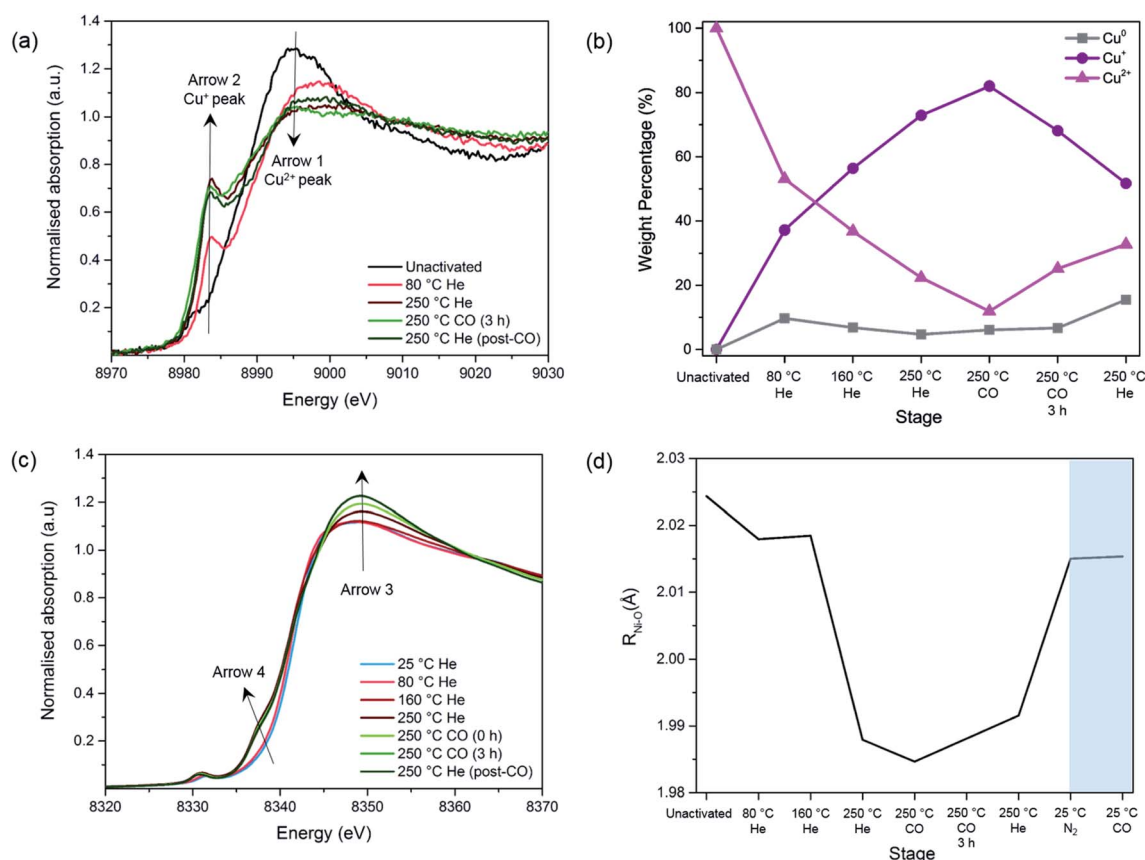 (a)
Normalised absorption (a.u.)
1.4
1.2
1.0
0.8
0.6
0.4
0.2
Arrow 2
Cu⁺ peak
Arrow 1
Cu²⁺ peak
Unactivated
80 °C He
250 °C He
250 °C CO (3 h)
250 °C He (post-CO)
8970 8980 8990 9000 9010 9020 9030
Energy (eV)
(b)
Weight Percentage (%)
100
80
60
40
20
0
Cu⁰
Cu⁺
Cu²⁺
Unactivated 80 °C 160 °C 250 °C 250 °C 250 °C 250 °C
He He He CO CO He
3 h
Stage
(c)
Normalised absorption (a.u)
1.4
1.2
1.0
0.8
0.6
0.4
0.2
Arrow 3
Arrow 4
25 °C He
80 °C He
160 °C He
250 °C He
250 °C CO (0 h)
250 °C CO (3 h)
250 °C He (post-CO)
8320 8330 8340 8350 8360 8370
Energy (eV)
(d)
R_Ni-O (Å)
2.03
2.02
2.01
2.00
1.99
1.98
Unactivated 80 °C 160 °C 250 °C 250 °C 250 °C 250 °C 25 °C 25 °C
He He He CO CO He N₂ CO
3 h
Stage